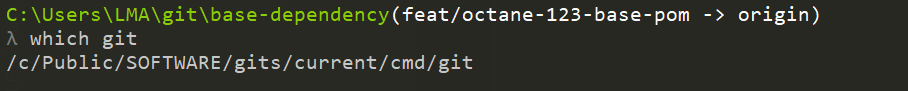 C:\Users\LMA\git\base-dependency(feat/octane-123-base-pom -> origin)
λ which git
/c/Public/SOFTWARE/gits/current/cmd/git